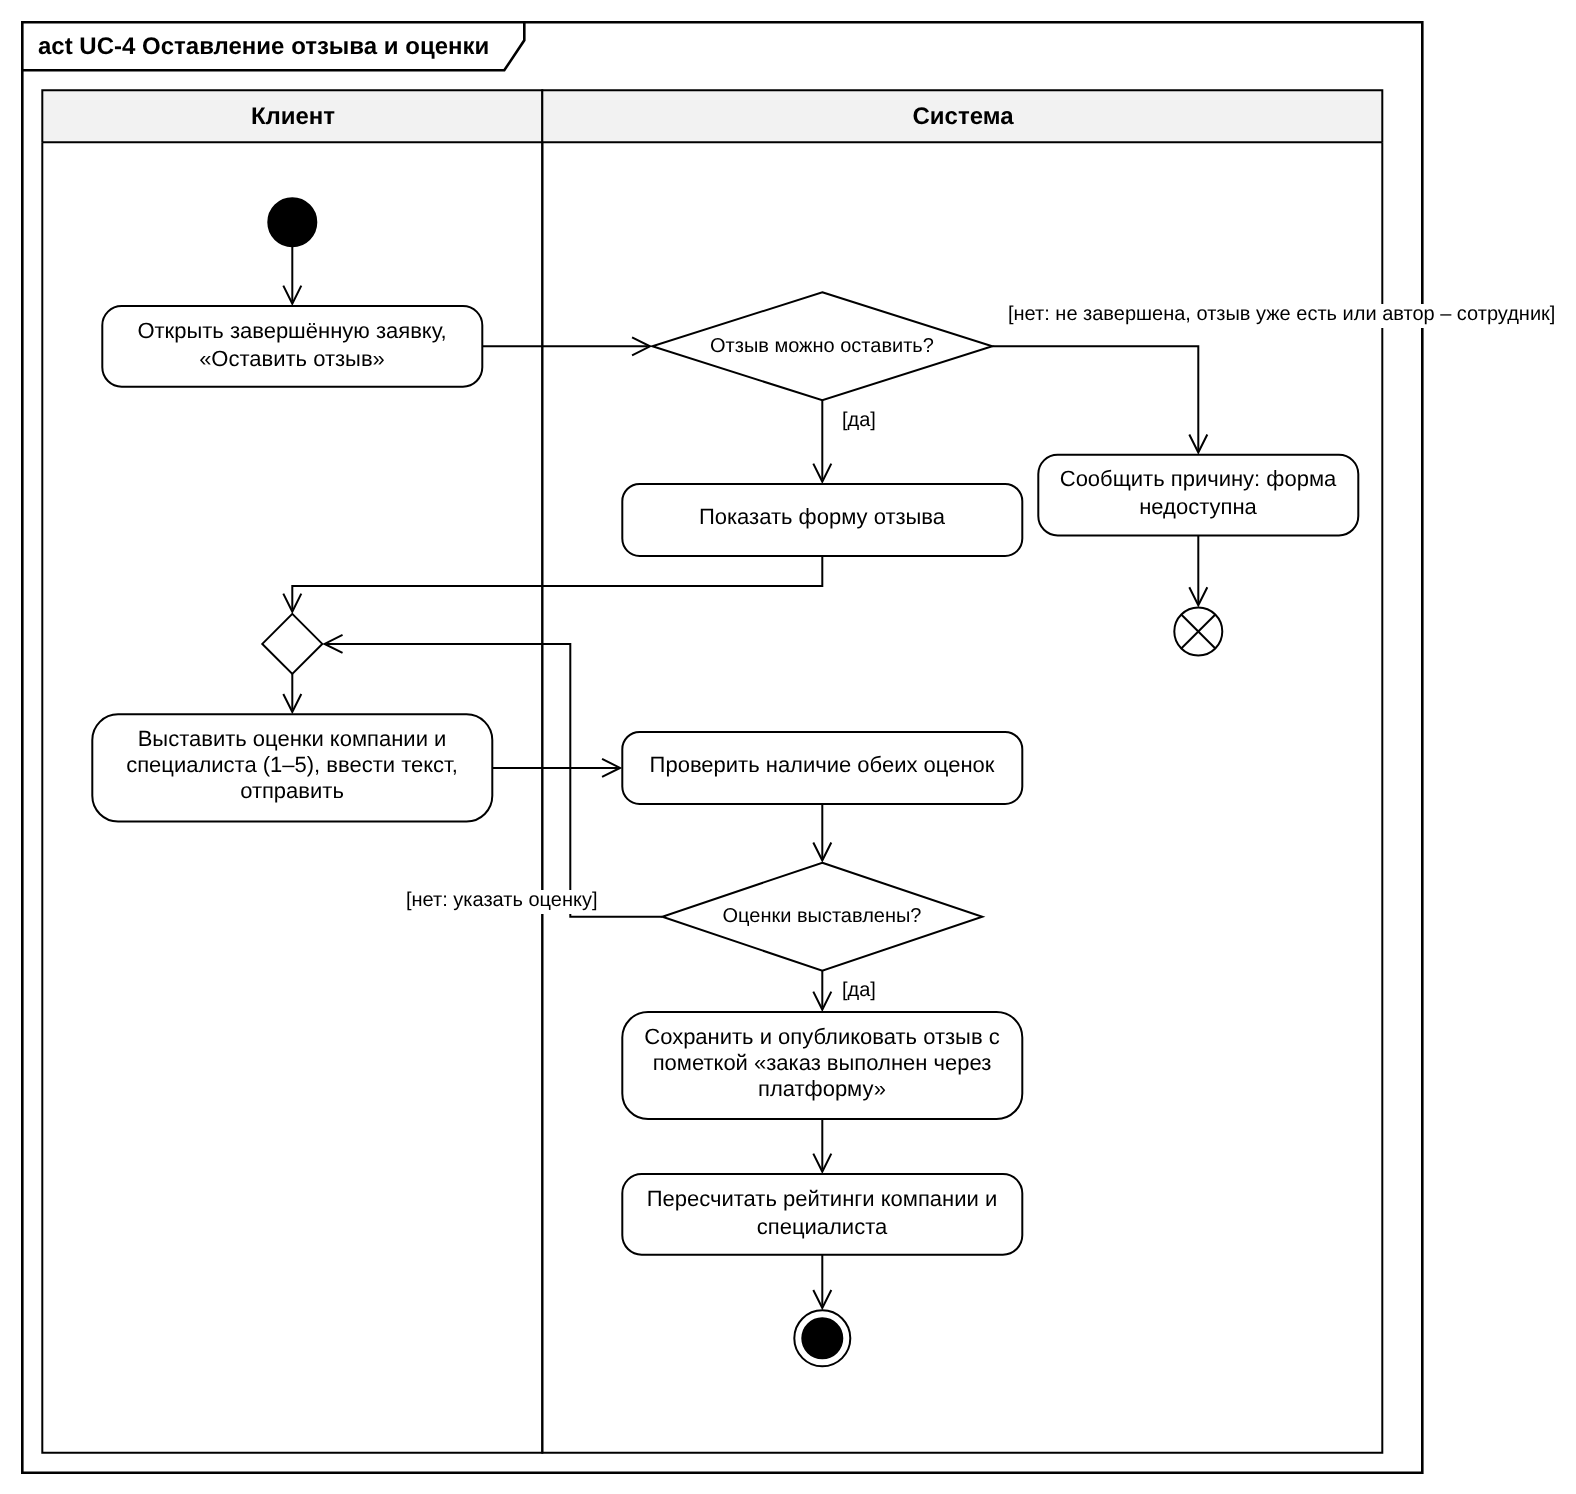 act UC-4 Оставление отзыва и оценки
Клиент
Система
[нет: не завершена, отзыв уже есть или автор – сотрудник]
Открыть завершённую заявку,
«Оставить отзыв»
Отзыв можно оставить?
[да]
Сообщить причину: форма
недоступна
Показать форму отзыва
Выставить оценки компании и
специалиста (1–5), ввести текст,
отправить
Проверить наличие обеих оценок
[нет: указать оценку]
Оценки выставлены?
[да]
Сохранить и опубликовать отзыв с
пометкой «заказ выполнен через
платформу»
Пересчитать рейтинги компании и
специалиста